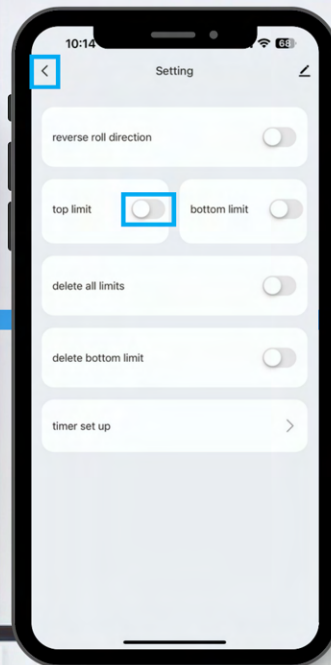 10:14
68
Setting
reverse roll direction
top limit
bottom limit
delete all limits
delete bottom limit
timer set up